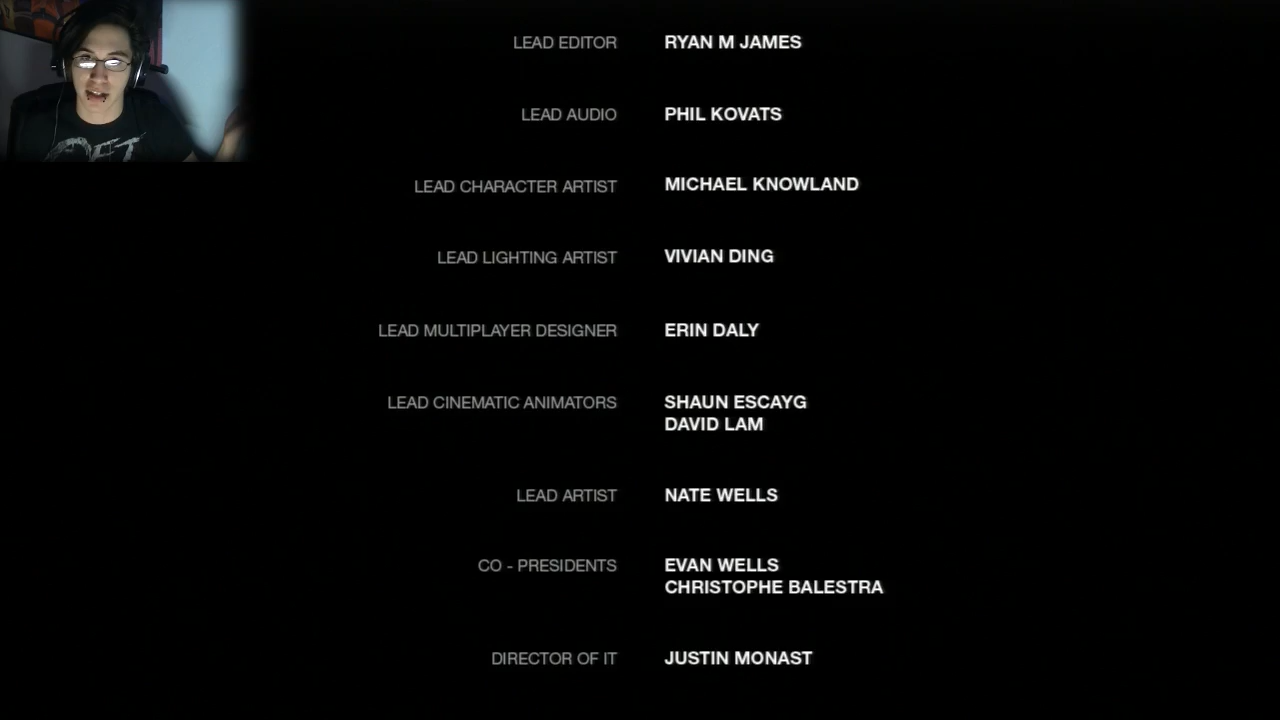 LEAD EDITOR RYAN M JAMES
LEAD AUDIO PHIL KOVATS
LEAD CHARACTER ARTIST MICHAEL KNOWLAND
LEAD LIGHTING ARTIST VIVIAN DING
LEAD MULTIPLAYER DESIGNER ERIN DALY
LEAD CINEMATIC ANIMATORS SHAUN ESCAYG
DAVID LAM
LEAD ARTIST NATE WELLS
CO - PRESIDENTS EVAN WELLS
CHRISTOPHE BALESTRA
DIRECTOR OF IT JUSTIN MONAST